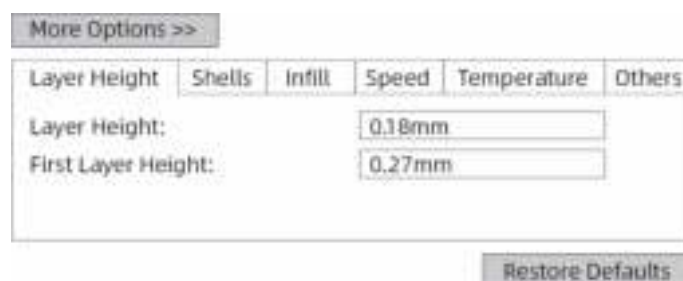 More Options >>
Layer Height Shells Infill Speed Temperature Others
Layer Height: 0.18mm
First Layer Height: 0.27mm
Restore Defaults